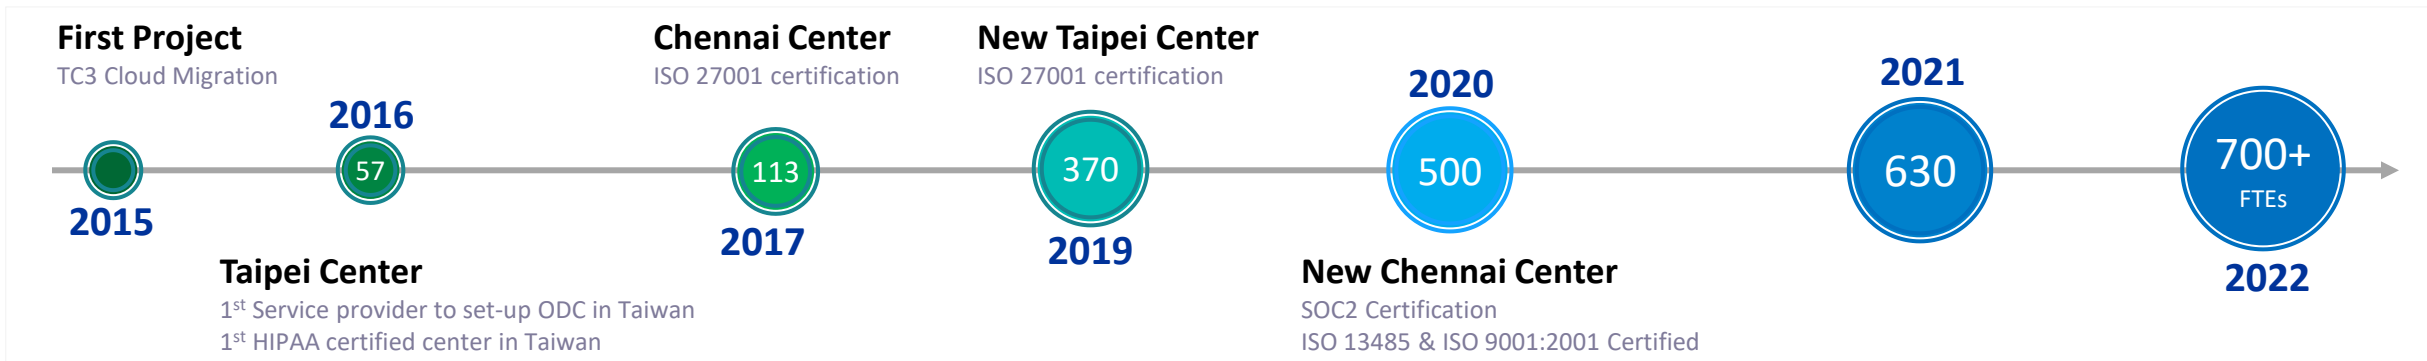 First Project
TC3 Cloud Migration
2015
2016
57
Taipei Center
1st Service provider to set-up ODC in Taiwan
1st HIPAA certified center in Taiwan
Chennai Center
ISO 27001 certification
113
2017
New Taipei Center
ISO 27001 certification
370
2019
2020
500
New Chennai Center
SOC2 Certification
ISO 13485 & ISO 9001:2001 Certified
2021
630
700+
FTEs
2022